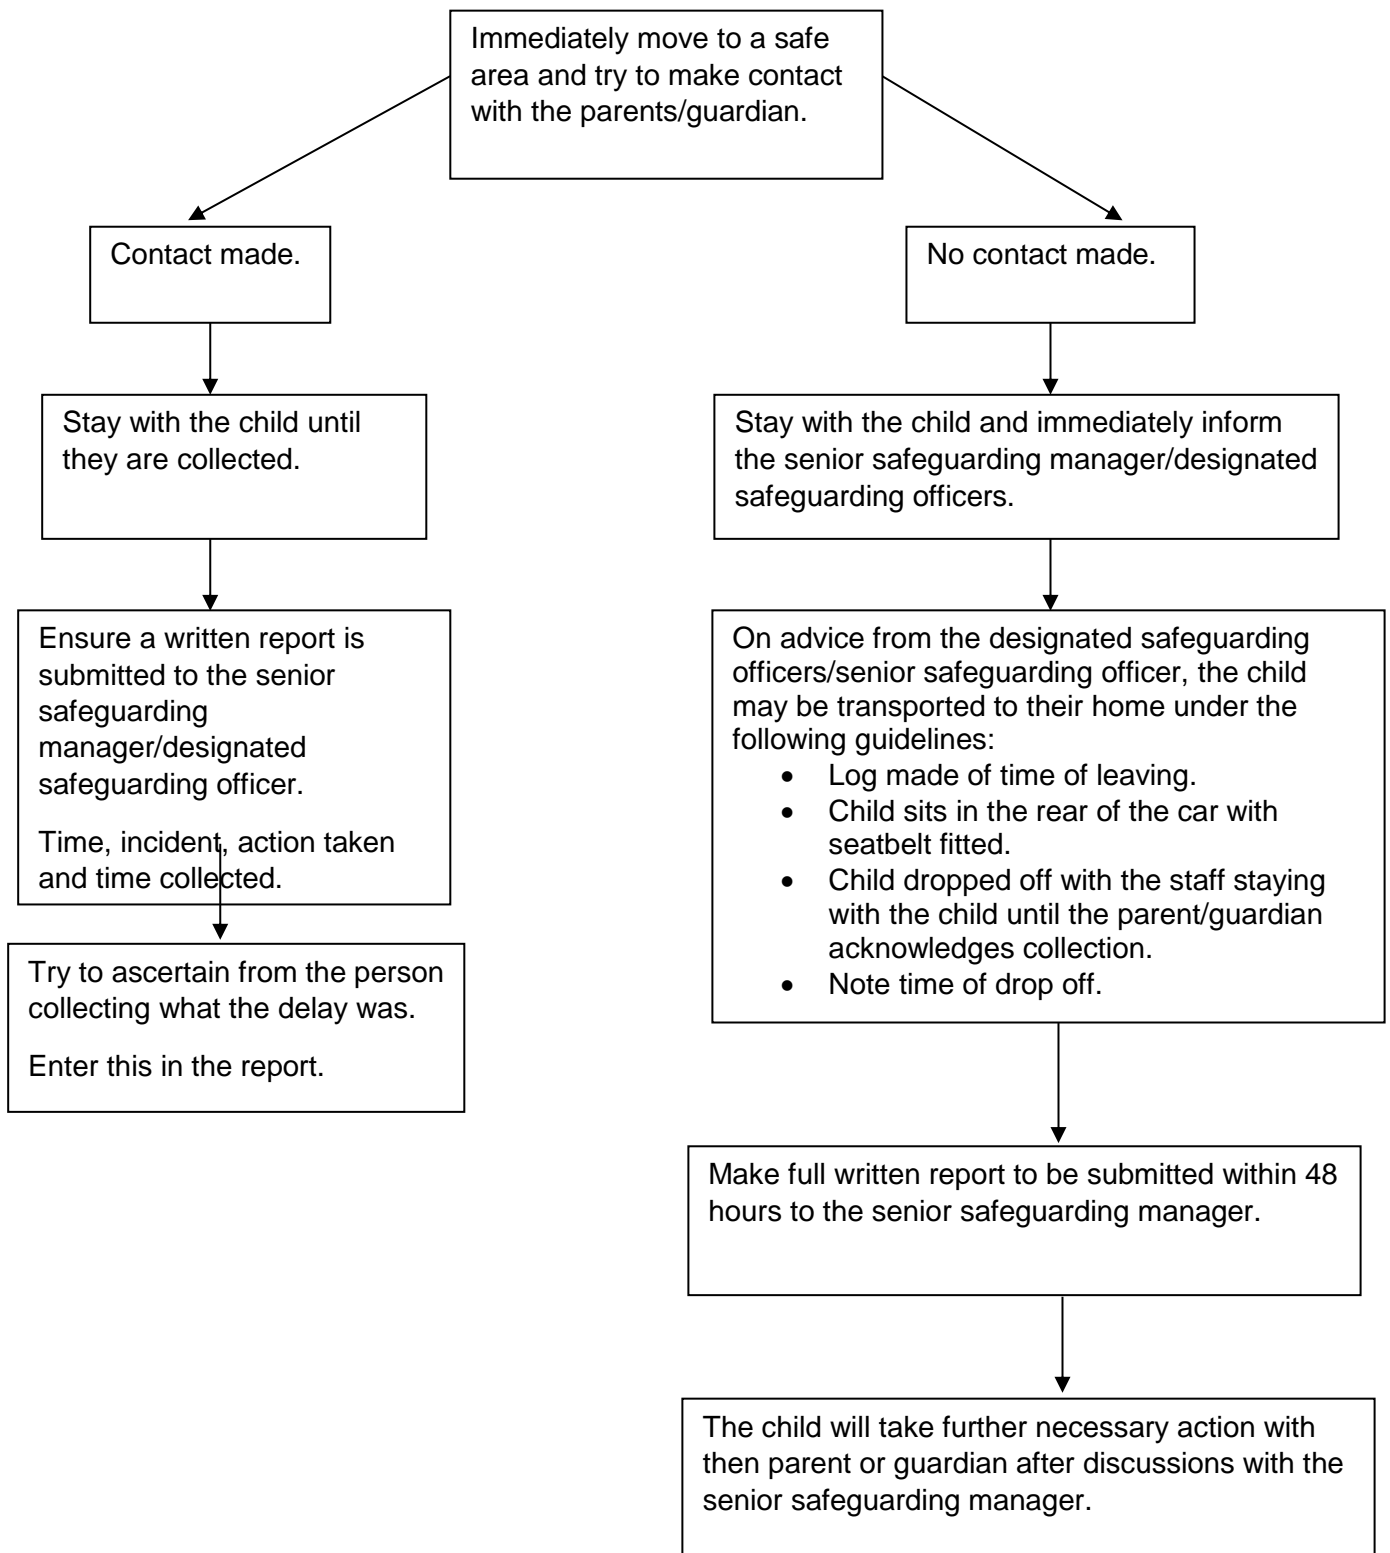 Immediately move to a safe
area and try to make contact
with the parents/guardian.
Contact made.
No contact made.
Stay with the child until
they are collected.
Stay with the child and immediately inform
the senior safeguarding manager/designated
safeguarding officers.
Ensure a written report is
submitted to the senior
safeguarding
manager/designated
safeguarding officer.
Time, incident, action taken
and time collected.
On advice from the designated safeguarding
officers/senior safeguarding officer, the child
may be transported to their home under the
following guidelines:
• Log made of time of leaving.
• Child sits in the rear of the car with
seatbelt fitted.
• Child dropped off with the staff staying
with the child until the parent/guardian
acknowledges collection.
• Note time of drop off.
Try to ascertain from the person
collecting what the delay was.
Enter this in the report.
Make full written report to be submitted within 48
hours to the senior safeguarding manager.
The child will take further necessary action with
then parent or guardian after discussions with the
senior safeguarding manager.